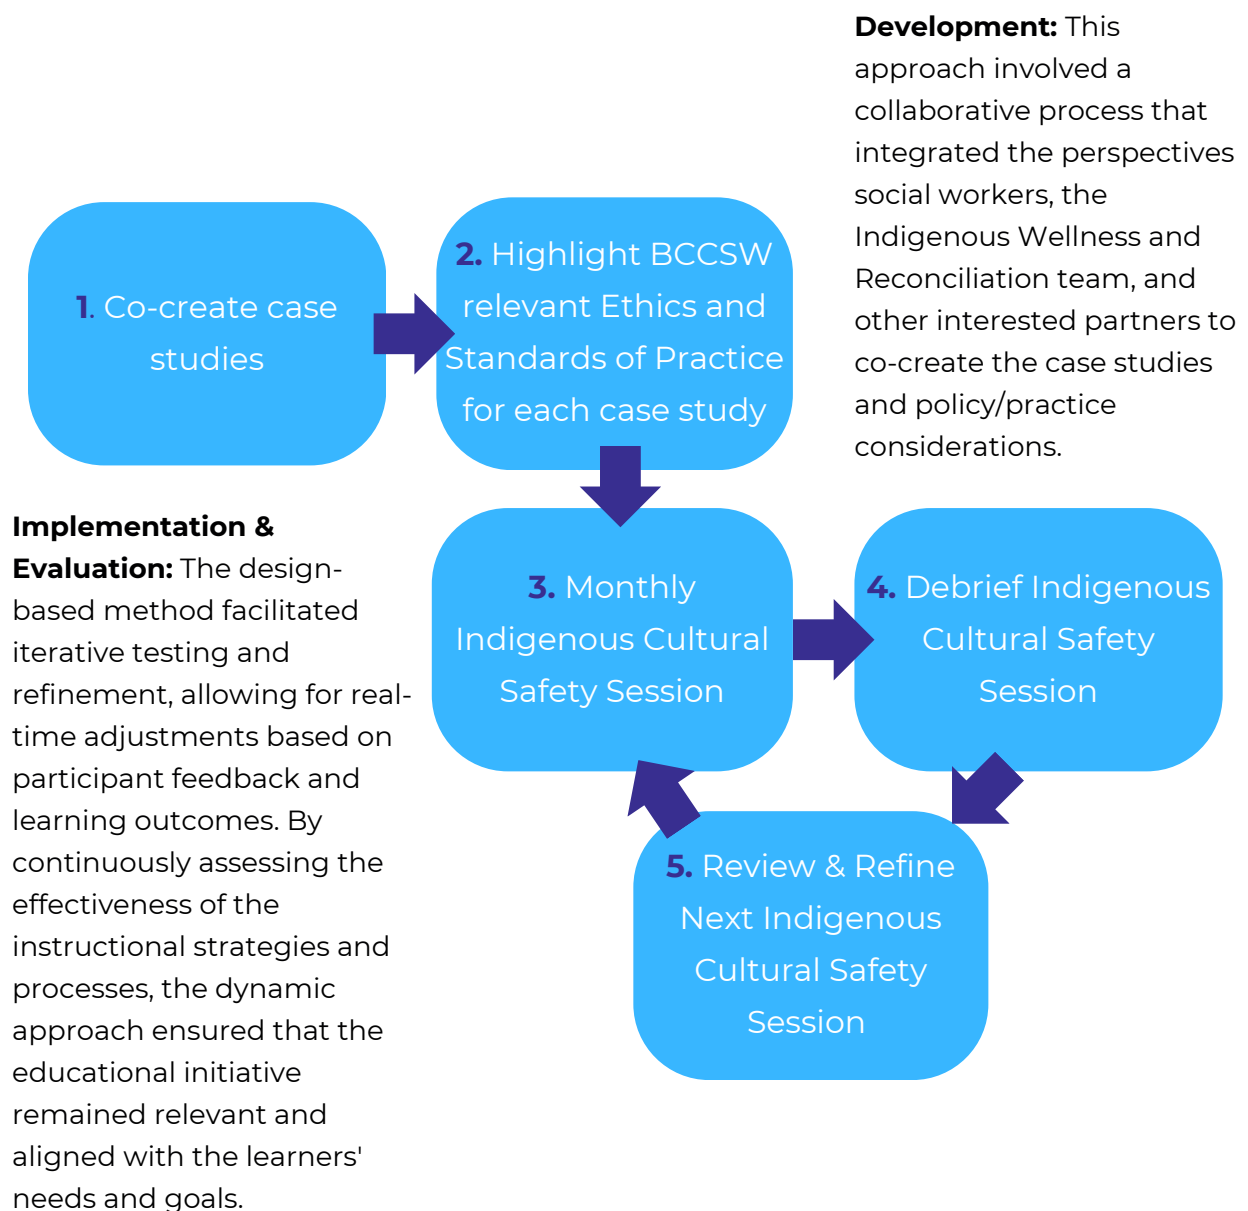 Development: This
approach involved a
collaborative process that
integrated the perspectives
social workers, the
Indigenous Wellness and
Reconciliation team, and
other interested partners to
co-create the case studies
and policy/practice
considerations.
1. Co-create case
studies
2. Highlight BCCSW
relevant Ethics and
Standards of Practice
for each case study
Implementation &
Evaluation: The design-
based method facilitated
iterative testing and
refinement, allowing for real-
time adjustments based on
participant feedback and
learning outcomes. By
continuously assessing the
effectiveness of the
instructional strategies and
processes, the dynamic
approach ensured that the
educational initiative
remained relevant and
aligned with the learners'
needs and goals.
3. Monthly
Indigenous Cultural
Safety Session
4. Debrief Indigenous
Cultural Safety
Session
5. Review & Refine
Next Indigenous
Cultural Safety
Session